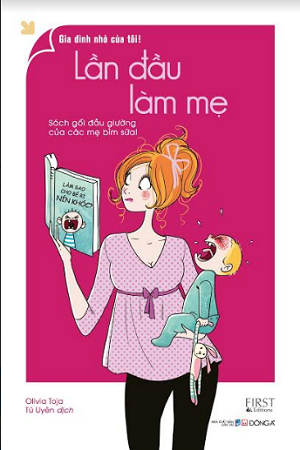 Gia đình nhỏ của tôi!
Lần đầu
làm mẹ
Sách gối đầu giường
của các mẹ bỉm sữa!
LÀM SAO
CHO BÉ KỲ
NÍN KHÓC?
Olivia Toja
Tú Uyên dịch
FIRST
Editions
ĐÔNG A